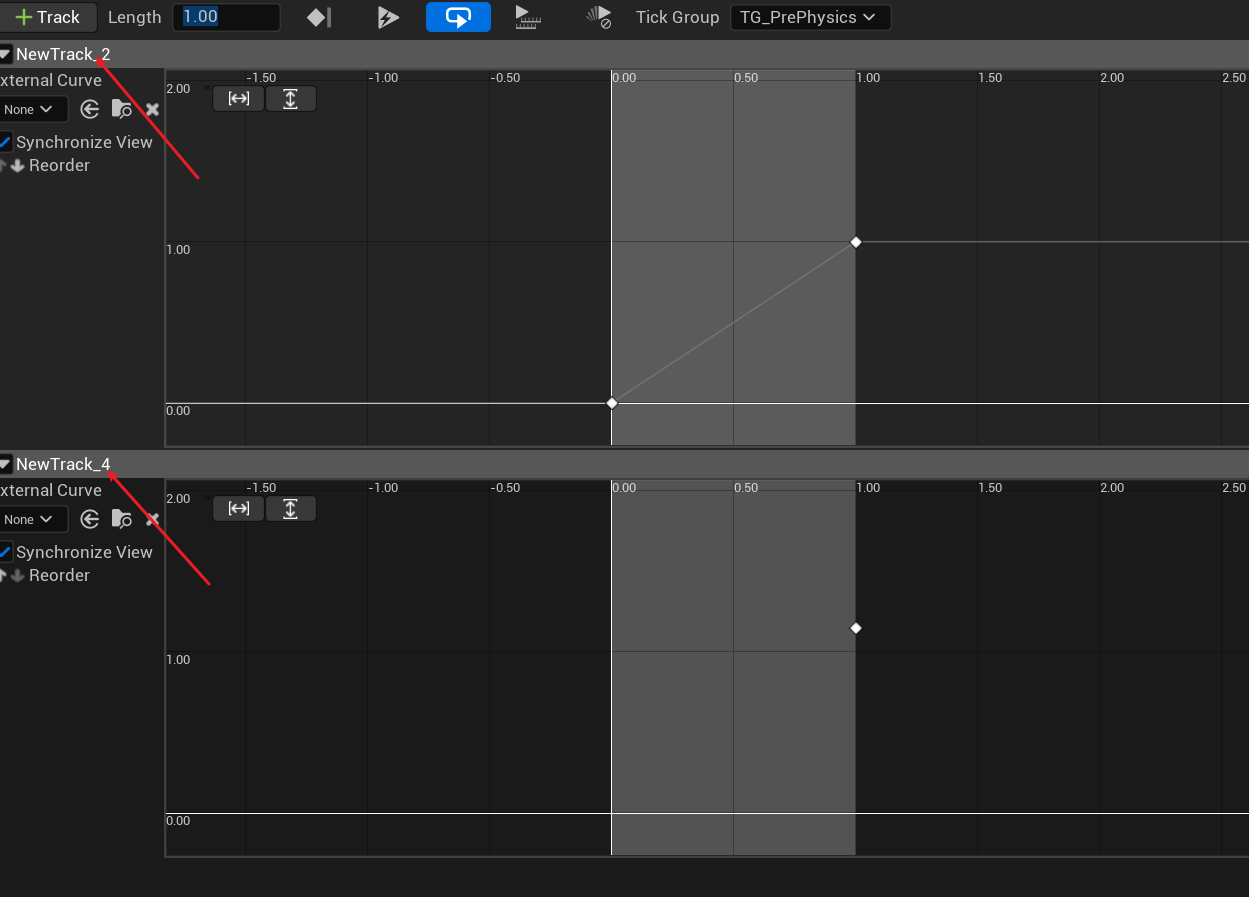 Track Length 1.00 Tick Group TG_PrePhysics
NewTrack_2
xternal Curve
None
Synchronize View
Reorder
-1.50 -1.00 -0.50 0.00 0.50 1.00 1.50 2.00 2.50
2.00
1.00
0.00
NewTrack_4
xternal Curve
None
Synchronize View
Reorder
-1.50 -1.00 -0.50 0.00 0.50 1.00 1.50 2.00 2.50
2.00
1.00
0.00